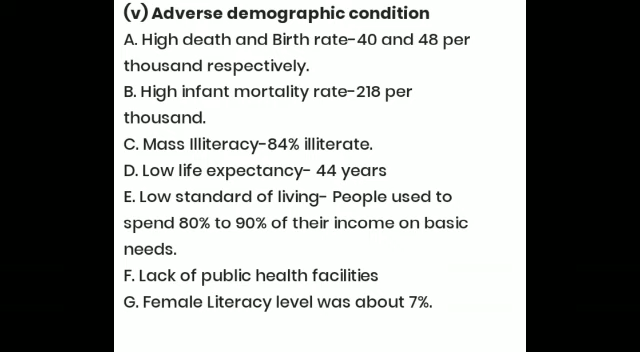 (v) Adverse demographic condition
A. High death and Birth rate-40 and 48 per
thousand respectively.
B. High infant mortality rate-218 per
thousand.
C. Mass Illiteracy-84% illiterate.
D. Low life expectancy- 44 years
E. Low standard of living- People used to
spend 80% to 90% of their income on basic
needs.
F. Lack of public health facilities
G. Female Literacy level was about 7%.